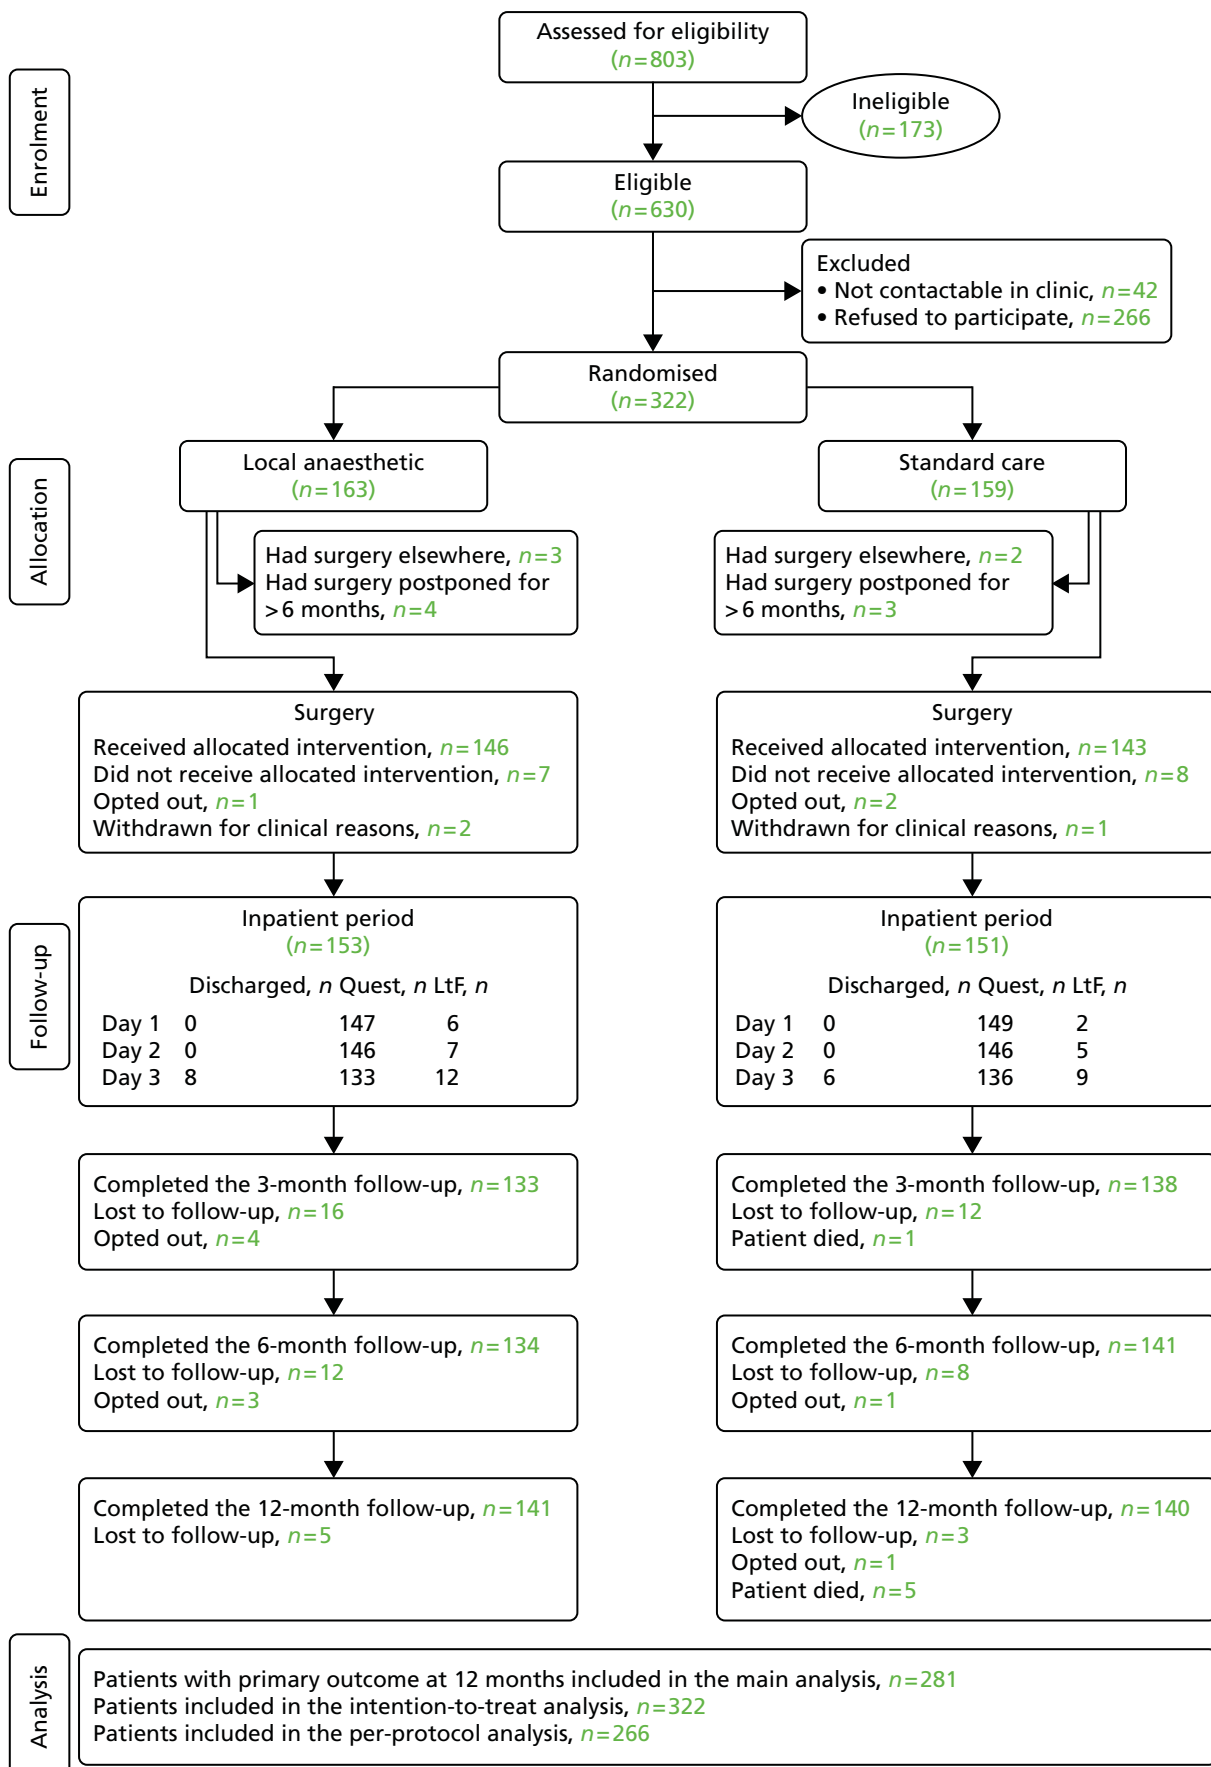 Enrolment
Assessed for eligibility
(n=803)
Ineligible
(n=173)
Eligible
(n=630)
Excluded
• Not contactable in clinic, n=42
• Refused to participate, n=266
Randomised
(n=322)
Allocation
Local anaesthetic
(n=163)
Standard care
(n=159)
Had surgery elsewhere, n=3
Had surgery postponed for
>6 months, n=4
Had surgery elsewhere, n=2
Had surgery postponed for
>6 months, n=3
Surgery
Received allocated intervention, n=146
Did not receive allocated intervention, n=7
Opted out, n=1
Withdrawn for clinical reasons, n=2
Surgery
Received allocated intervention, n=143
Did not receive allocated intervention, n=8
Opted out, n=2
Withdrawn for clinical reasons, n=1
Follow-up
Inpatient period
(n=153)
Discharged, n Quest, n LtF, n
Day 1 0 147 6
Day 2 0 146 7
Day 3 8 133 12
Inpatient period
(n=151)
Discharged, n Quest, n LtF, n
Day 1 0 149 2
Day 2 0 146 5
Day 3 6 136 9
Completed the 3-month follow-up, n=133
Lost to follow-up, n=16
Opted out, n=4
Completed the 3-month follow-up, n=138
Lost to follow-up, n=12
Patient died, n=1
Completed the 6-month follow-up, n=134
Lost to follow-up, n=12
Opted out, n=3
Completed the 6-month follow-up, n=141
Lost to follow-up, n=8
Opted out, n=1
Completed the 12-month follow-up, n=141
Lost to follow-up, n=5
Completed the 12-month follow-up, n=140
Lost to follow-up, n=3
Opted out, n=1
Patient died, n=5
Analysis
Patients with primary outcome at 12 months included in the main analysis, n=281
Patients included in the intention-to-treat analysis, n=322
Patients included in the per-protocol analysis, n=266